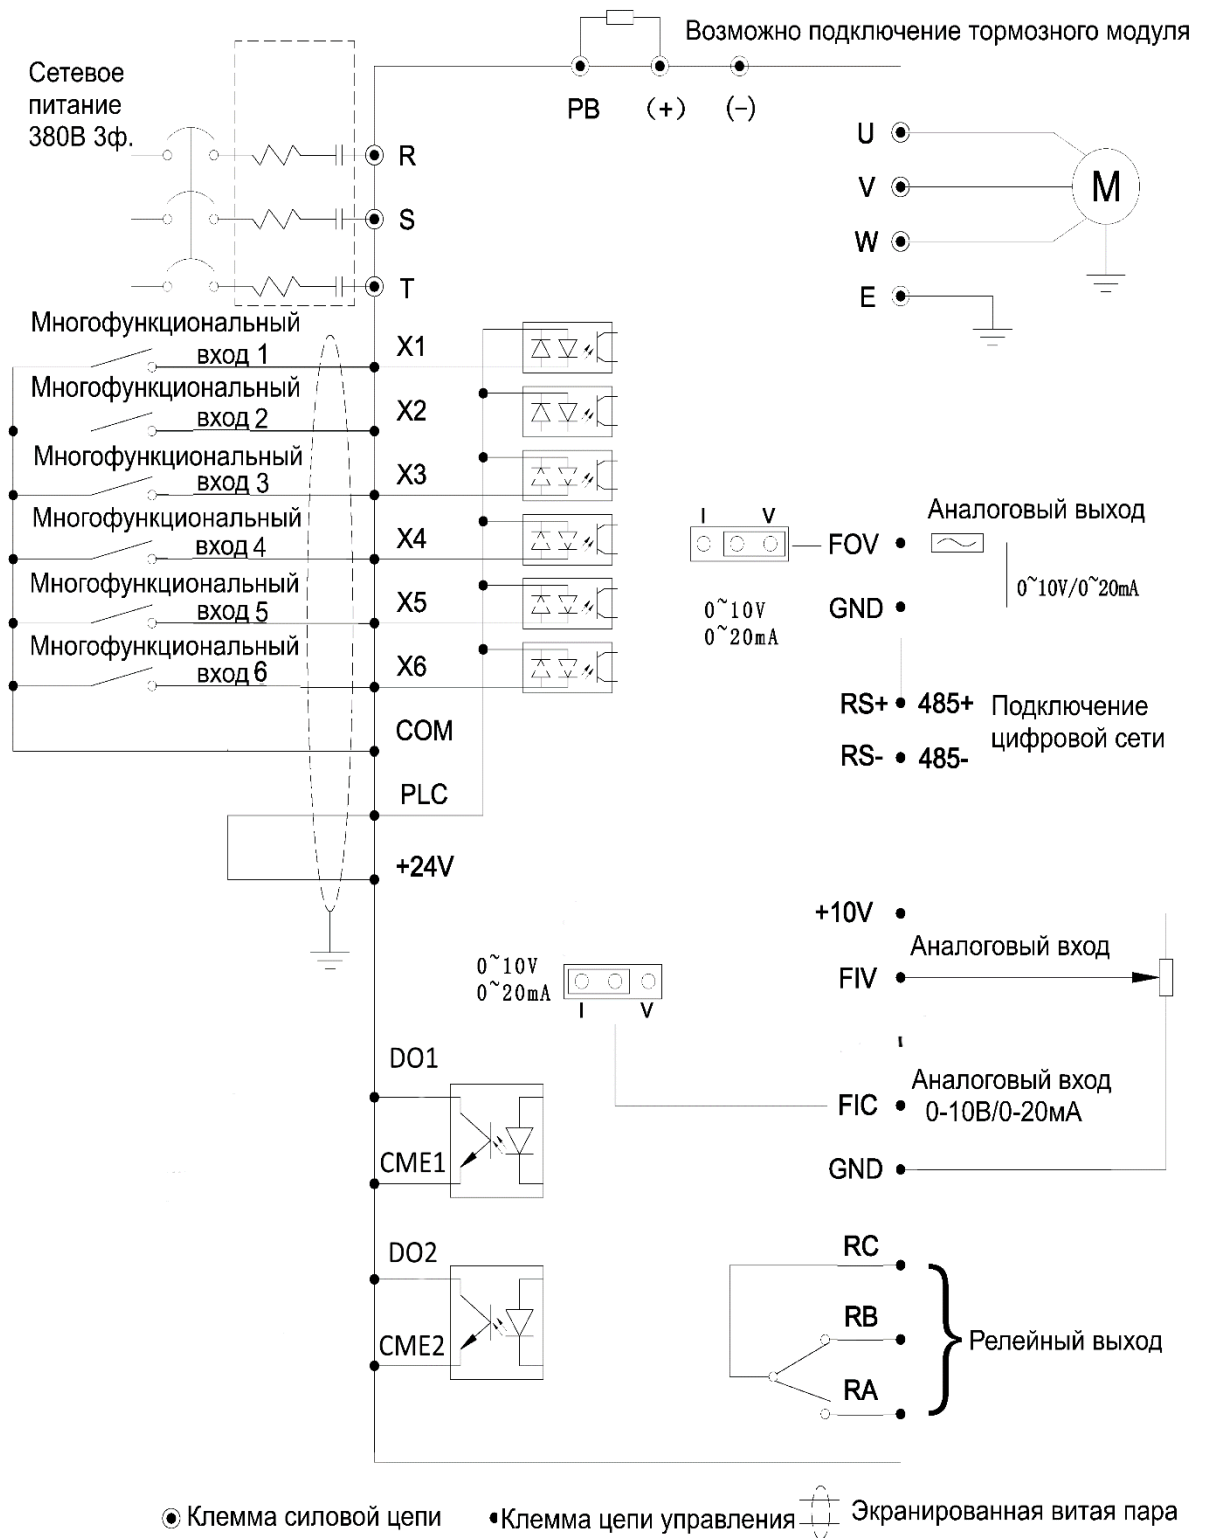 Возможно подключение тормозного модуля
Сетевое
питание
380В 3ф.
PB (+) (-)
R
S
T
U
V
W
E
M
Многофункциональный
вход 1
X1
Многофункциональный
вход 2
X2
Многофункциональный
вход 3
X3
Многофункциональный
вход 4
X4
Многофункциональный
вход 5
X5
Многофункциональный
вход 6
X6
COM
PLC
+24V
I V
0~10V
0~20mA
FOV
Аналоговый выход
0~10V/0~20mA
GND
RS+ 485+
RS- 485-
Подключение
цифровой сети
+10V
FIV
Аналоговый вход
0~10V
0~20mA
I V
FIC
Аналоговый вход
0-10В/0-20мА
GND
DO1
CME1
DO2
CME2
RC
RB
RA
Релейный выход
Клемма силовой цепи
Клемма цепи управления
Экранированная витая пара